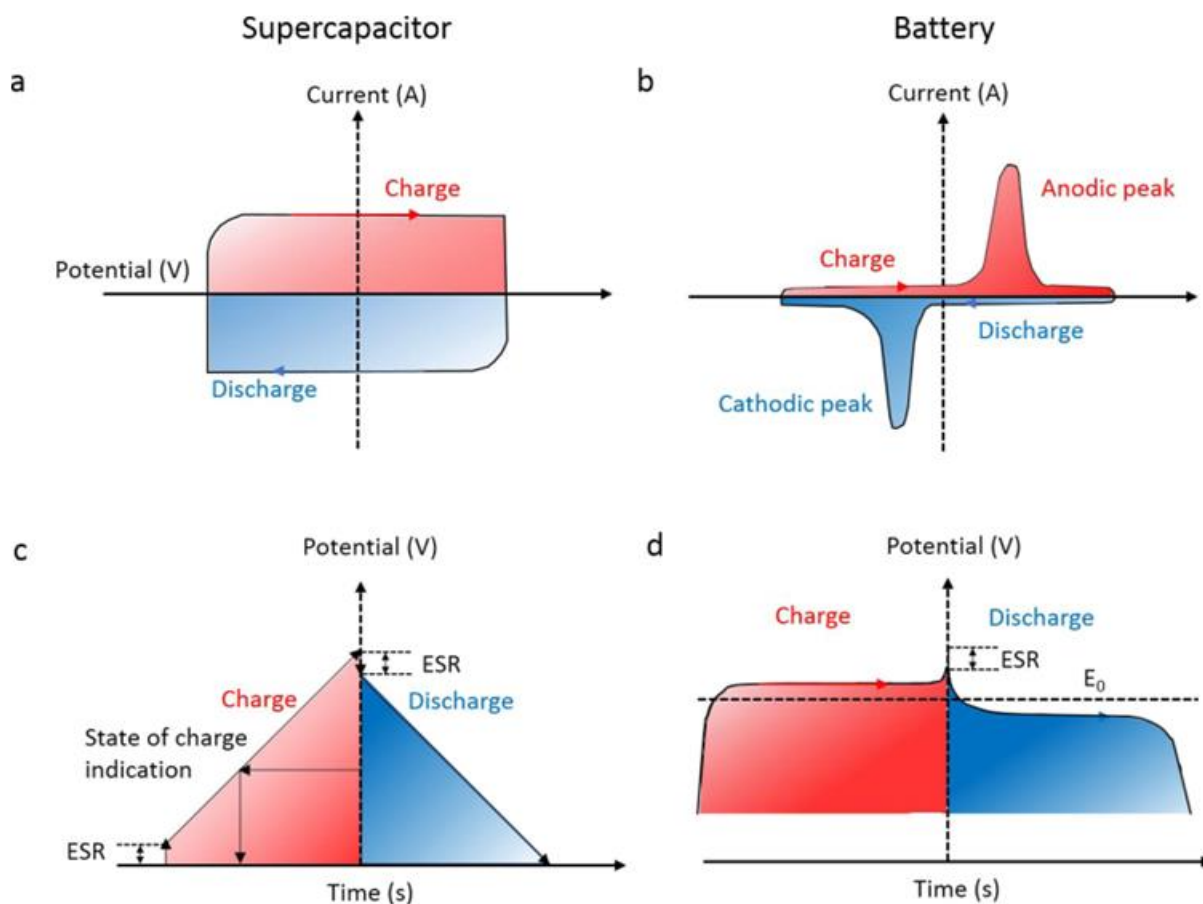 Supercapacitor
Battery
a
Current (A)
Charge
Potential (V)
Discharge
b
Current (A)
Anodic peak
Charge
Discharge
Cathodic peak
c
Potential (V)
ESR
Charge
Discharge
State of charge
indication
ESR
Time (s)
d
Potential (V)
Charge
Discharge
ESR
E₀
Time (s)